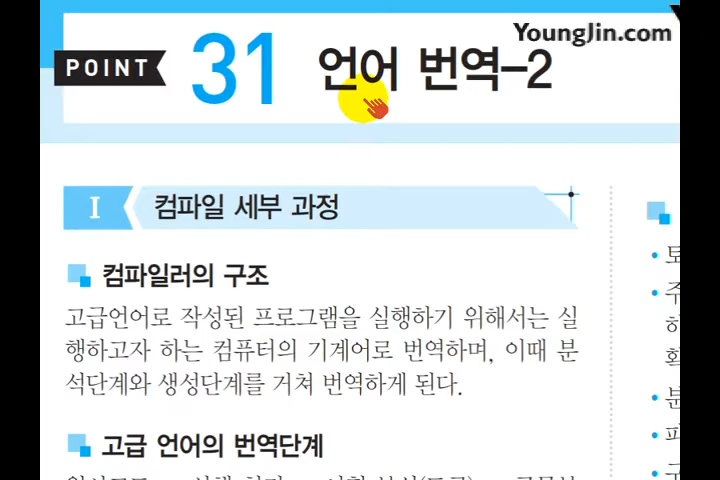 YoungJin.com
POINT 31 언어 번역-2
I 컴파일 세부 과정
컴파일러의 구조
고급언어로 작성된 프로그램을 실행하기 위해서는 실
행하고자 하는 컴퓨터의 기계어로 번역하며, 이때 분
석단계와 생성단계를 거쳐 번역하게 된다.
고급 언어의 번역단계